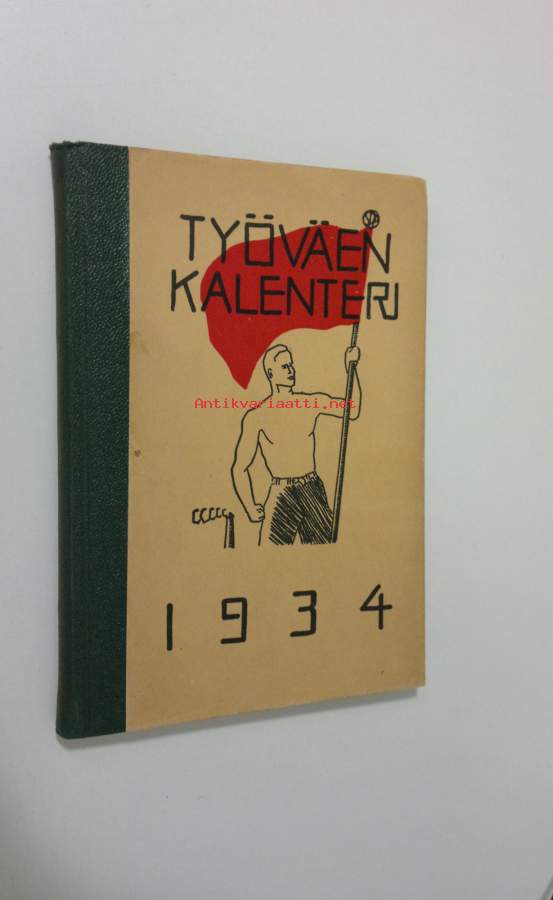 TYÖVÄEN
KALENTERI
Antikvariaatti.net
1934